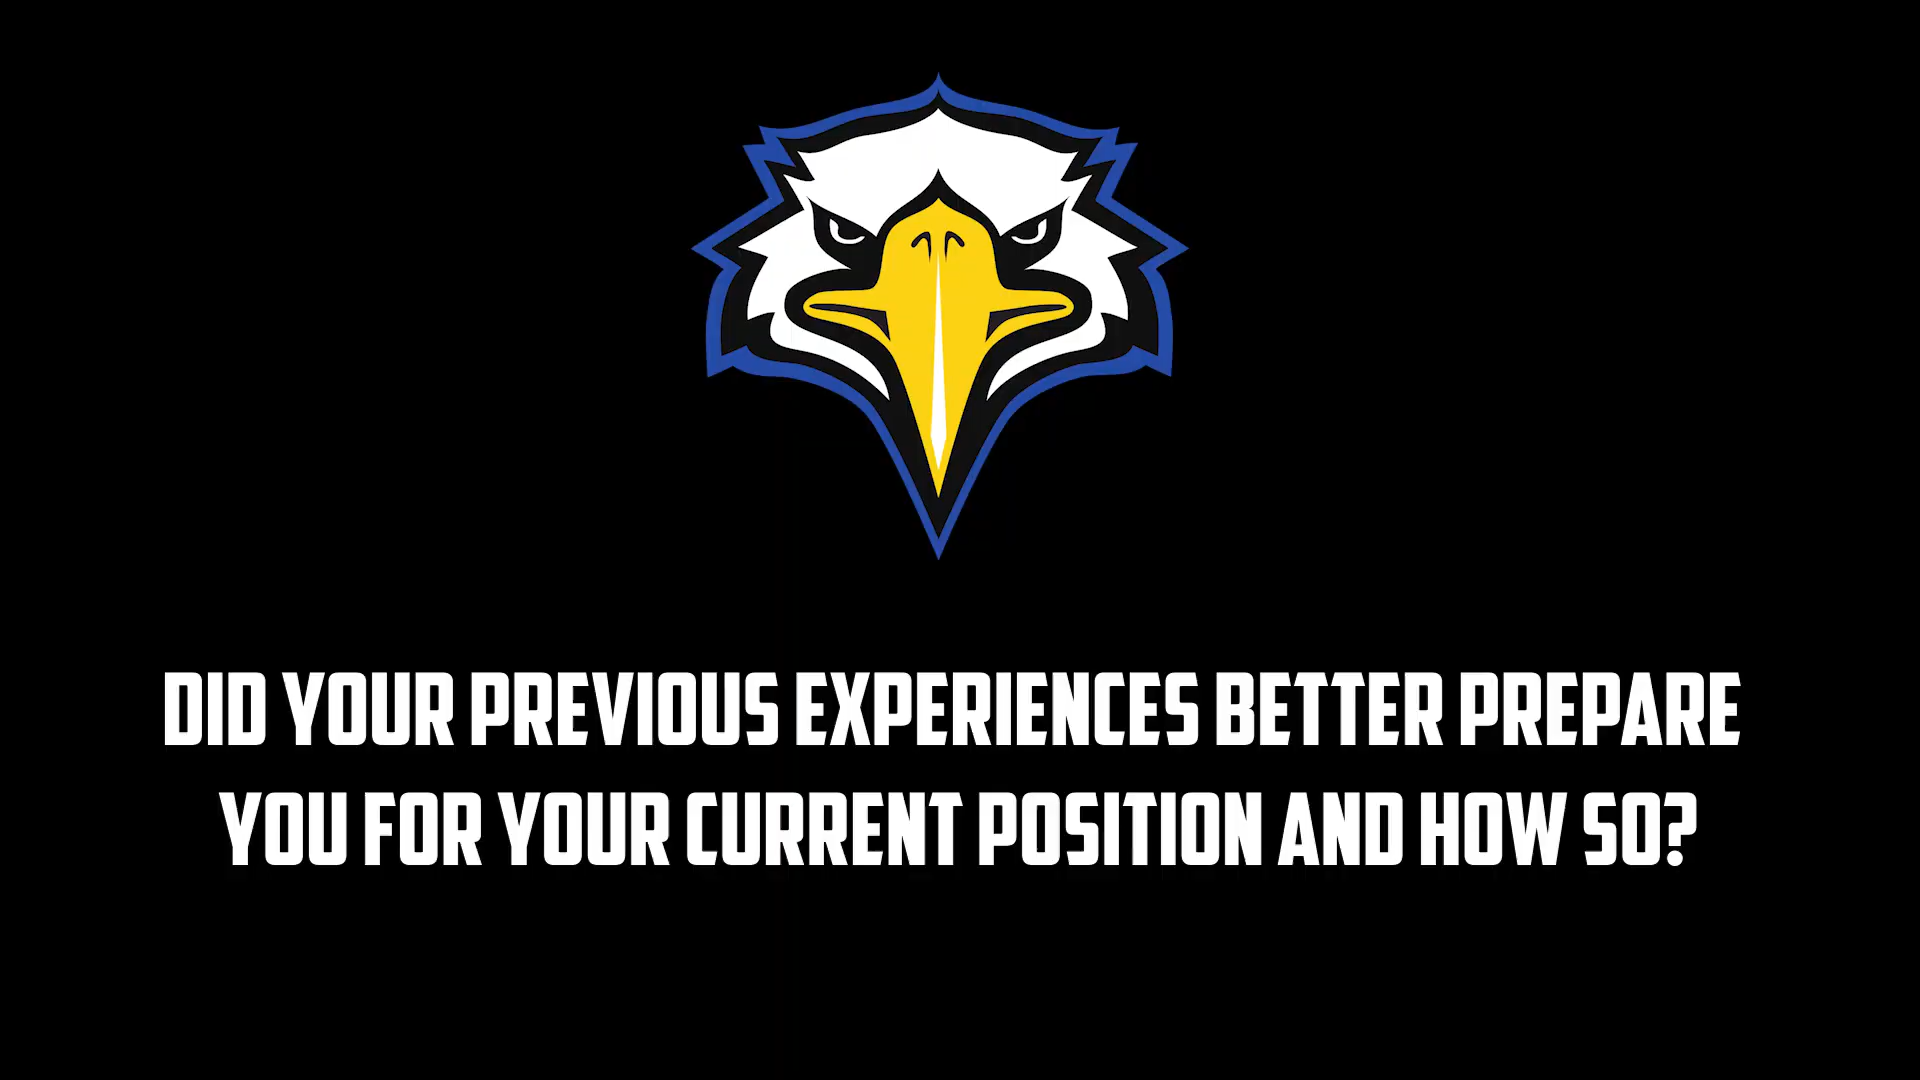 DID YOUR PREVIOUS EXPERIENCES BETTER PREPARE
YOU FOR YOUR CURRENT POSITION AND HOW SO?